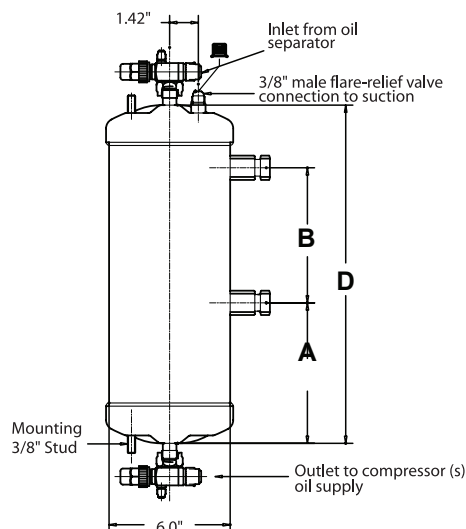 1.42"
Inlet from oil
separator
3/8" male flare-relief valve
connection to suction
B
D
A
Mounting
3/8" Stud
Outlet to compressor (s)
oil supply
6.0"